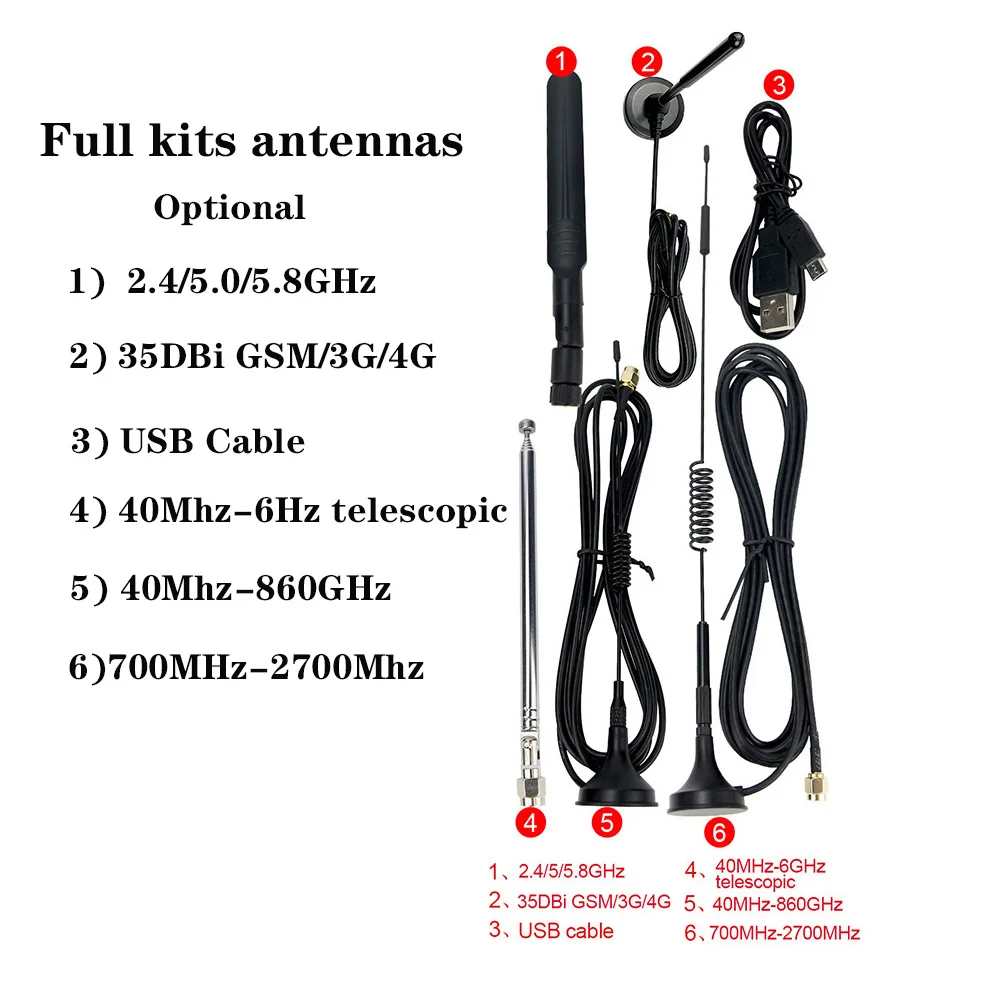 Full kits antennas
Optional
1) 2.4/5.0/5.8GHz
2) 35DBi GSM/3G/4G
3) USB Cable
4) 40Mhz-6Hz telescopic
5) 40Mhz-860GHz
6)700MHz-2700Mhz
1
2
3
4
5
6
1、2.4/5/5.8GHz
2、35DBi GSM/3G/4G
3、USB cable
4、40MHz-6GHz
telescopic
5、40MHz-860GHz
6、700MHz-2700MHz